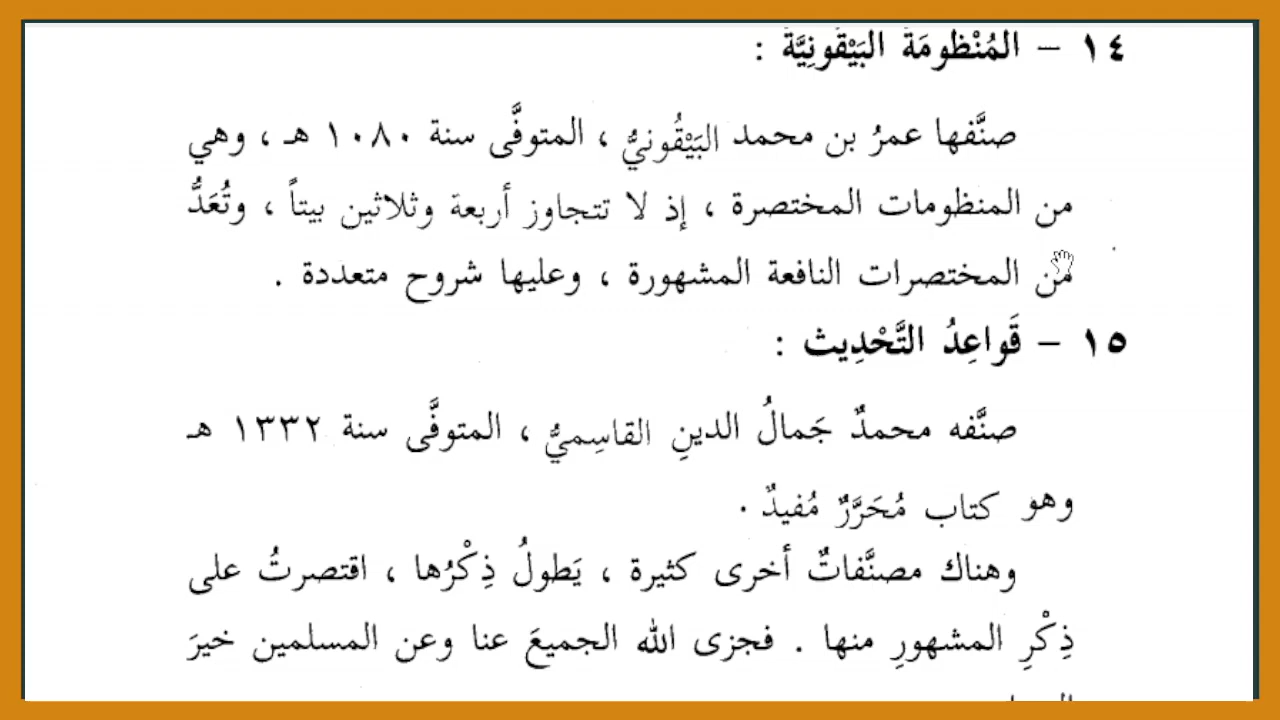 ١٤ – المُنْظومَةَ البَيْقونِيَّةَ :
صنَّفها عمرُ بن محمد البَيْقُونيُّ ، المتوفَّى سنة ١٠٨٠ هـ ، وهي
من المنظومات المختصرة ، إذ لا تتجاوز أربعة وثلاثين بيتاً ، وتُعَدُّ
من المختصرات النافعة المشهورة ، وعليها شروح متعددة .
١٥ – قَواعِدُ التَّحْدِيث :
صنَّفه محمدٌ جَمالُ الدينِ القاسِميُّ ، المتوفَّى سنة ١٣٣٢ هـ
وهو كتاب مُحَرَّرٌ مُفيدٌ .
وهناك مصنَّفاتٌ أخرى كثيرة ، يَطولُ ذِكْرُها ، اقتصرتُ على
ذِكْرِ المشهورِ منها . فجزى الله الجميعَ عنا وعن المسلمين خيرَ